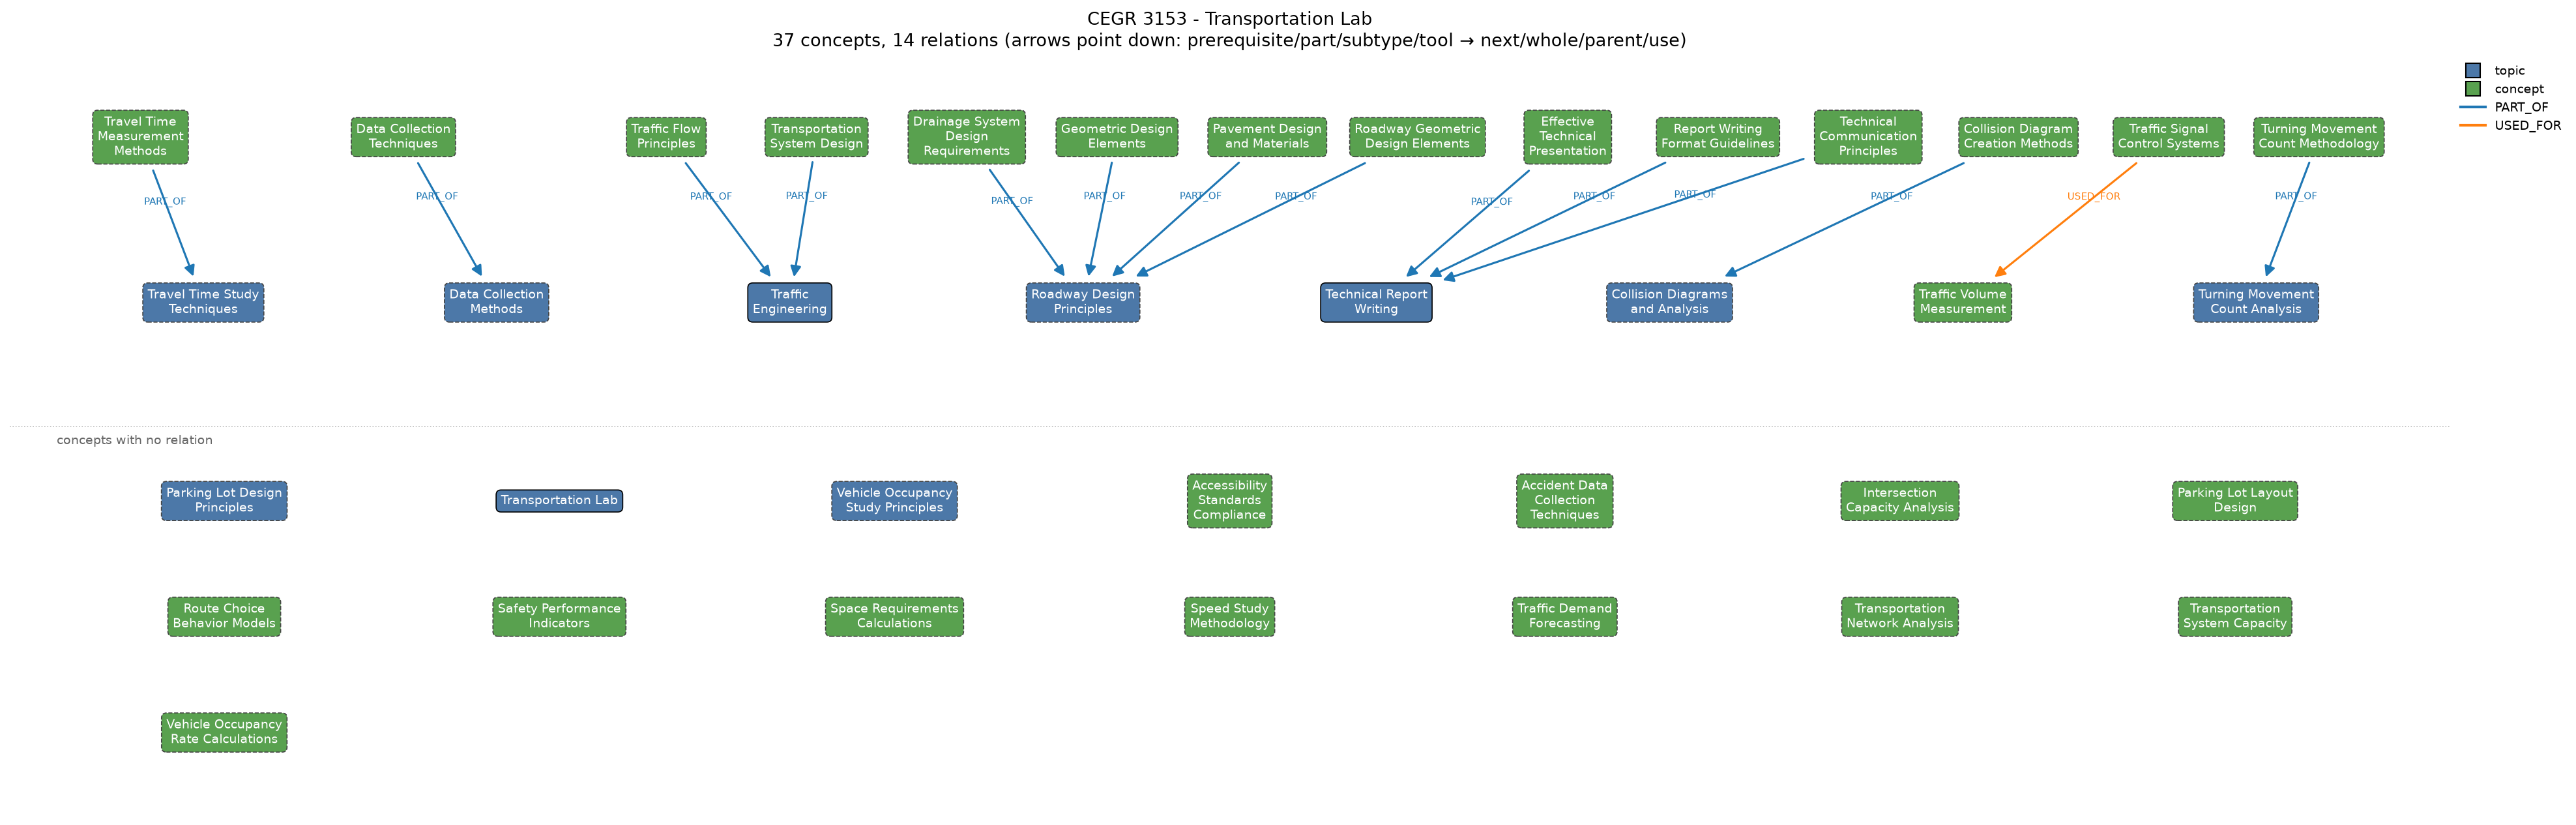 CEGR 3153 - Transportation Lab
37 concepts, 14 relations (arrows point down: prerequisite/part/subtype/tool → next/whole/parent/use)
topic
concept
PART_OF
USED_FOR
Travel Time
Measurement
Methods
Data Collection
Techniques
Traffic Flow
Principles
Transportation
System Design
Drainage System
Design
Requirements
Geometric Design
Elements
Pavement Design
and Materials
Roadway Geometric
Design Elements
Effective
Technical
Presentation
Report Writing
Format Guidelines
Technical
Communication
Principles
Collision Diagram
Creation Methods
Traffic Signal
Control Systems
Turning Movement
Count Methodology
PART_OF
PART_OF
PART_OF
PART_OF
PART_OF
PART_OF
PART_OF
PART_OF
PART_OF
PART_OF
PART_OF
PART_OF
USED_FOR
PART_OF
Travel Time Study
Techniques
Data Collection
Methods
Traffic
Engineering
Roadway Design
Principles
Technical Report
Writing
Collision Diagrams
and Analysis
Traffic Volume
Measurement
Turning Movement
Count Analysis
concepts with no relation
Parking Lot Design
Principles
Transportation Lab
Vehicle Occupancy
Study Principles
Accessibility
Standards
Compliance
Accident Data
Collection
Techniques
Intersection
Capacity Analysis
Parking Lot Layout
Design
Route Choice
Behavior Models
Safety Performance
Indicators
Space Requirements
Calculations
Speed Study
Methodology
Traffic Demand
Forecasting
Transportation
Network Analysis
Transportation
System Capacity
Vehicle Occupancy
Rate Calculations